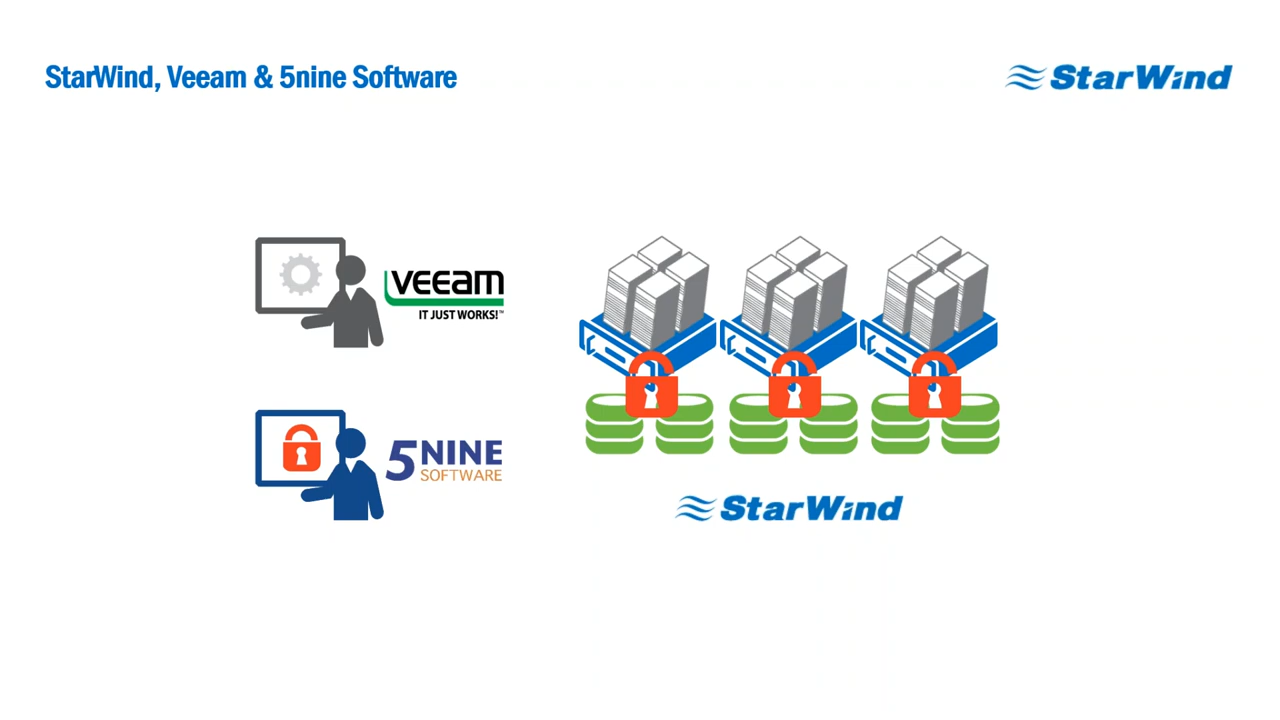 StarWind, Veeam & 5nine Software
StarWind
veeam
IT JUST WORKS!™
5NINE
SOFTWARE
StarWind